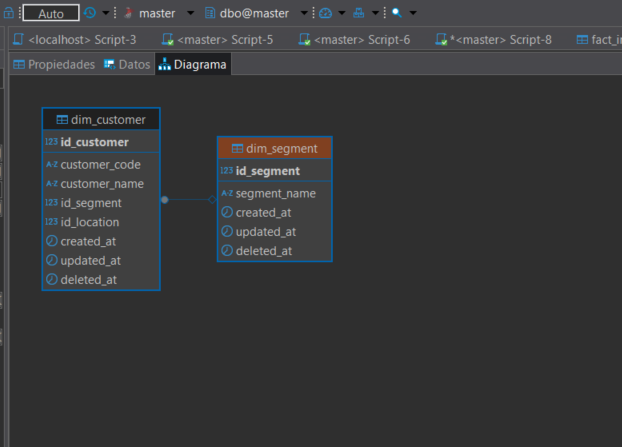 Auto master dbo@master
<localhost> Script-3 <master> Script-5 <master> Script-6 *<master> Script-8 fact_in
Propiedades Datos Diagrama
dim_customer
123 id_customer
A-Z customer_code
A-Z customer_name
123 id_segment
123 id_location
created_at
updated_at
deleted_at
dim_segment
123 id_segment
A-Z segment_name
created_at
updated_at
deleted_at